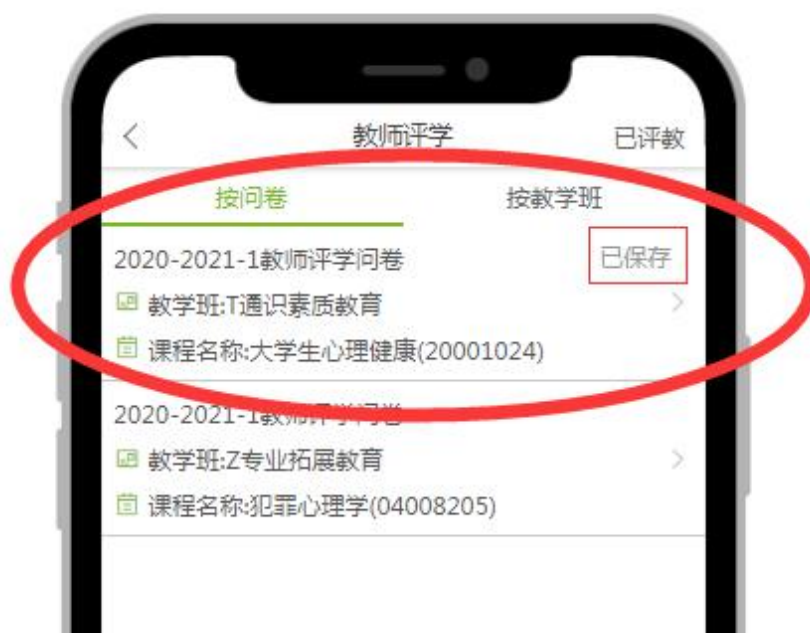 教师评学
已评教
按问卷
按教学班
2020-2021-1教师评学问卷
已保存
教学班:T通识素质教育
课程名称:大学生心理健康(20001024)
2020-2021-1教师评学问卷
教学班:Z专业拓展教育
课程名称:犯罪心理学(04008205)